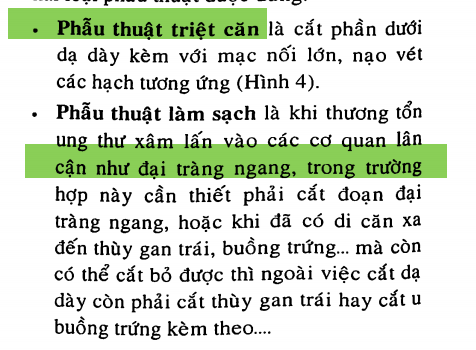 • Phẫu thuật triệt căn là cắt phần dưới
dạ dày kèm với mạc nối lớn, nạo vét
các hạch tương ứng (Hình 4).
• Phẫu thuật làm sạch là khi thương tổn
ung thư xâm lấn vào các cơ quan lân
cận như đại tràng ngang, trong trường
hợp này cần thiết phải cắt đoạn đại
tràng ngang, hoặc khi đã có di căn xa
đến thùy gan trái, buồng trứng... mà còn
có thể cắt bỏ được thì ngoài việc cắt dạ
dày còn phải cắt thùy gan trái hay cắt u
buồng trứng kèm theo....